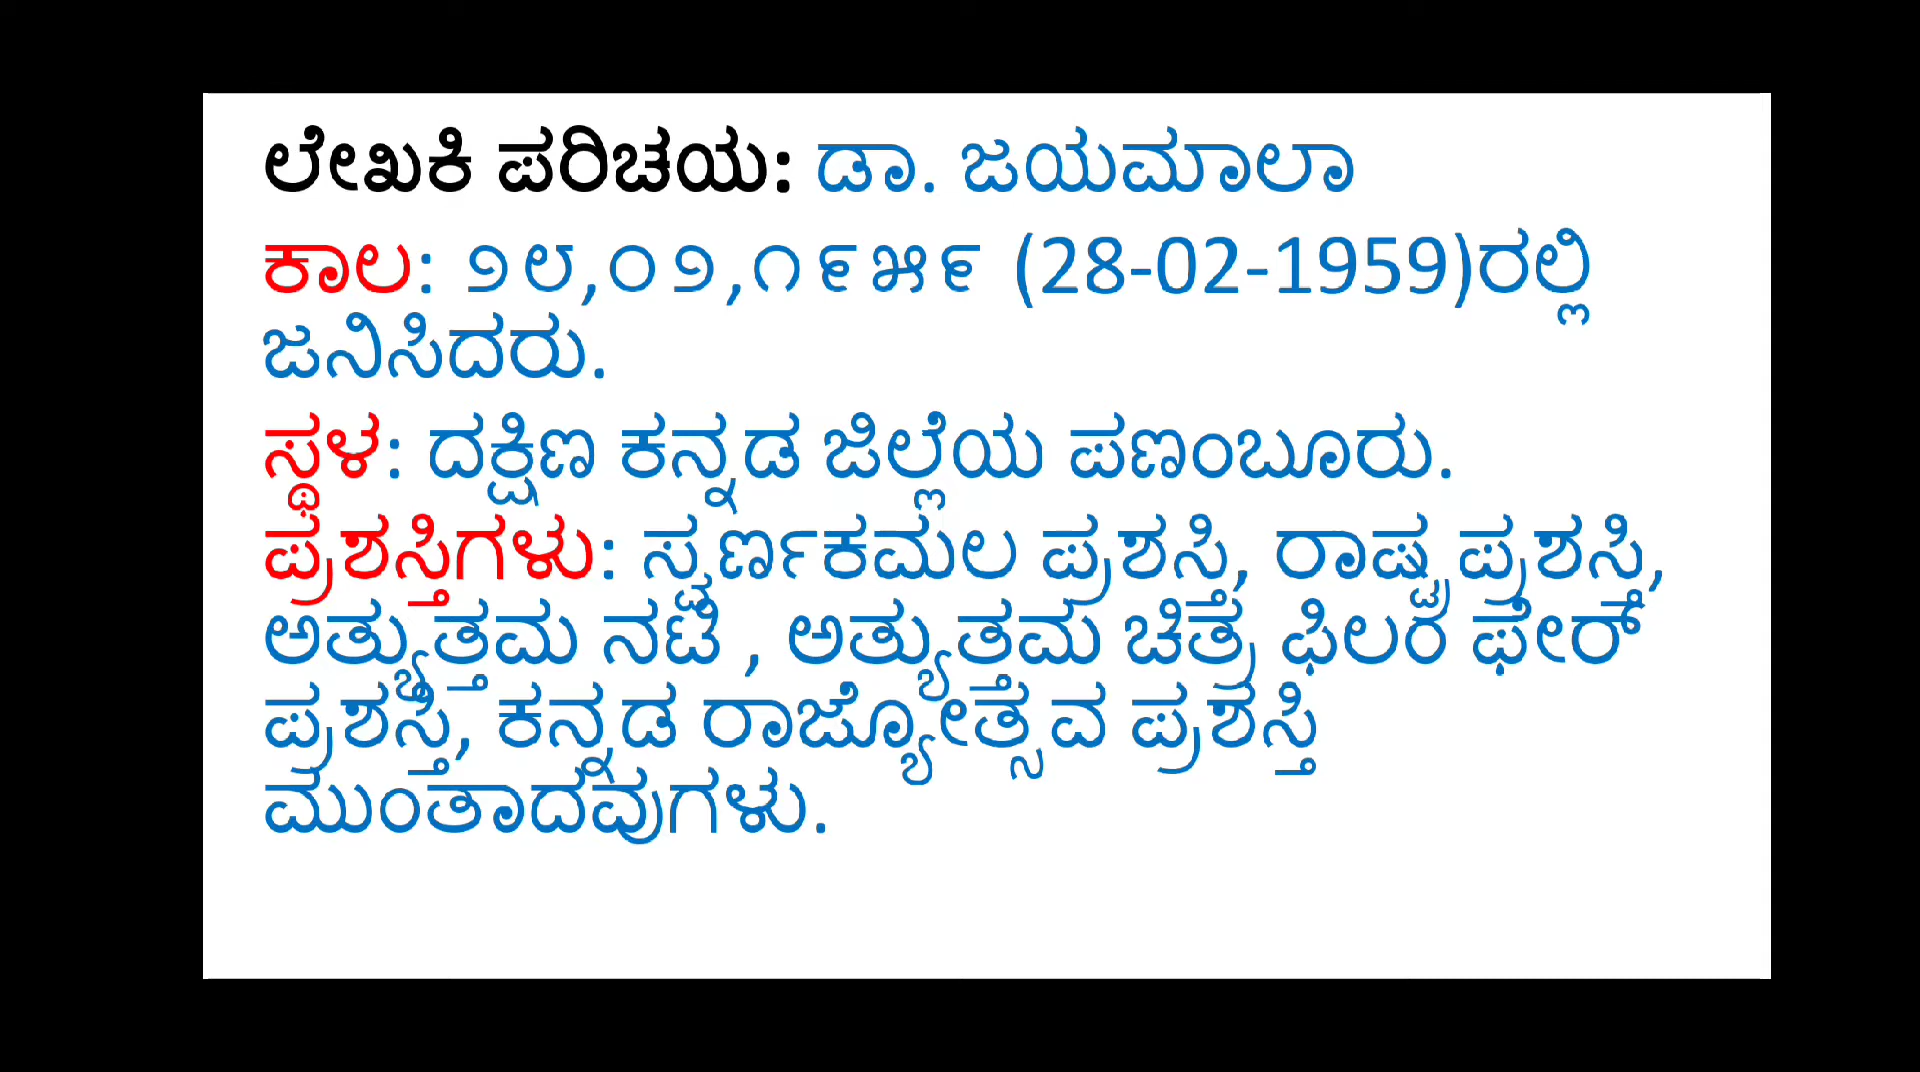 ಲೇಖಕಿ ಪರಿಚಯ: ಡಾ. ಜಯಮಾಲಾ
ಕಾಲ: ೨೮,೦೨,೧೯೫೯ (28-02-1959)ರಲ್ಲಿ
ಜನಿಸಿದರು.
ಸ್ಥಳ: ದಕ್ಷಿಣ ಕನ್ನಡ ಜಿಲ್ಲೆಯ ಪಣಂಬೂರು.
ಪ್ರಶಸ್ತಿಗಳು: ಸ್ವರ್ಣಕಮಲ ಪ್ರಶಸ್ತಿ, ರಾಷ್ಟ್ರಪ್ರಶಸ್ತಿ,
ಅತ್ಯುತ್ತಮ ನಟಿ , ಅತ್ಯುತ್ತಮ ಚಿತ್ರ ಫಿಲಂ ಫೇರ್
ಪ್ರಶಸ್ತಿ, ಕನ್ನಡ ರಾಜ್ಯೋತ್ಸವ ಪ್ರಶಸ್ತಿ
ಮುಂತಾದವುಗಳು.